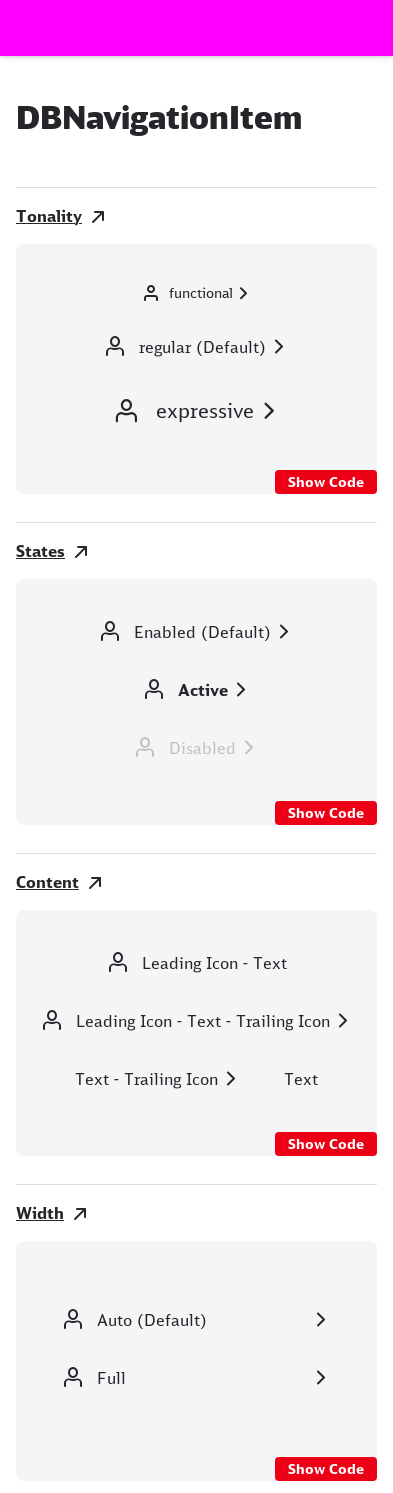 DBNavigationItem
Tonality
functional
regular (Default)
expressive
Show Code
States
Enabled (Default)
Active
Disabled
Show Code
Content
Leading Icon - Text
Leading Icon - Text - Trailing Icon
Text - Trailing Icon Text
Show Code
Width
Auto (Default)
Full
Show Code